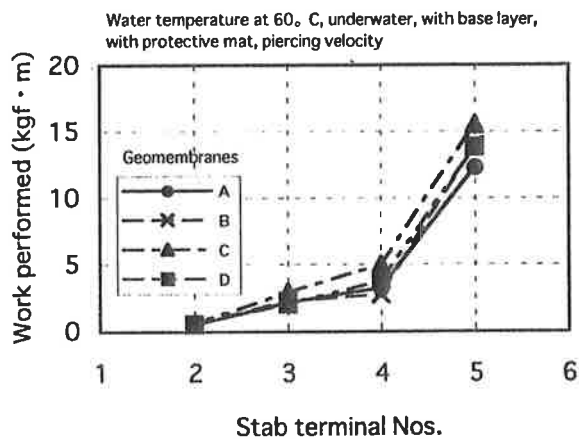 Water temperature at 60。C, underwater, with base layer,
with protective mat, piercing velocity
Work performed (kgf・m)
20
15
10
5
0
Geomembranes
A
B
C
D
1 2 3 4 5 6
Stab terminal Nos.